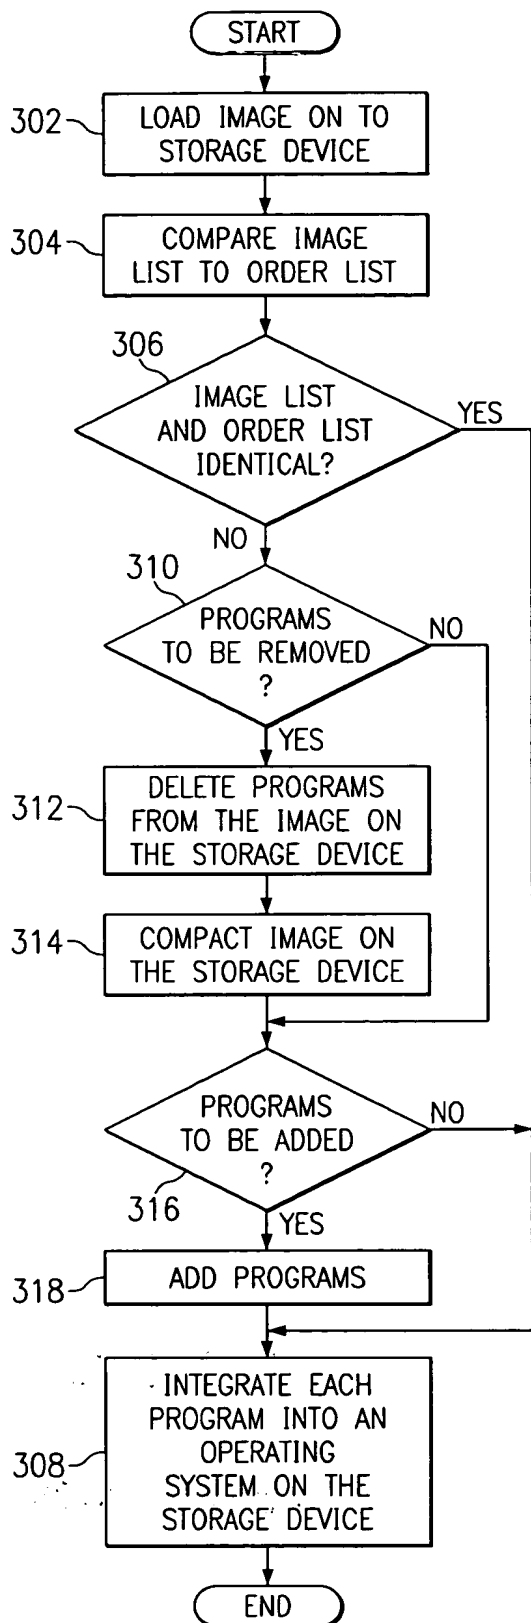 START
302
LOAD IMAGE ON TO
STORAGE DEVICE
304
COMPARE IMAGE
LIST TO ORDER LIST
306
IMAGE LIST
AND ORDER LIST
IDENTICAL?
YES
NO
310
PROGRAMS
TO BE REMOVED
?
NO
YES
312
DELETE PROGRAMS
FROM THE IMAGE ON
THE STORAGE DEVICE
314
COMPACT IMAGE ON
THE STORAGE DEVICE
PROGRAMS
TO BE ADDED
?
NO
316
YES
318
ADD PROGRAMS
308
INTEGRATE EACH
PROGRAM INTO AN
OPERATING
SYSTEM ON THE
STORAGE DEVICE
END